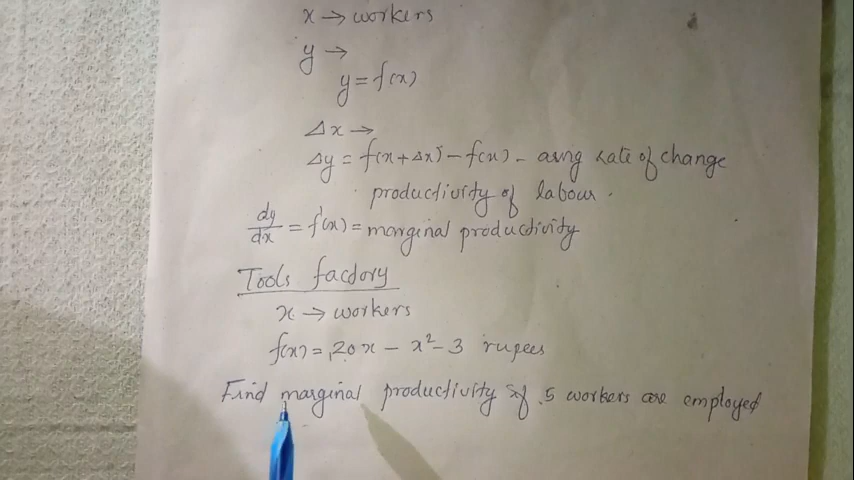 x → workers
y →
y = f(x)
Δx →
Δy = f(x + Δx) - f(x) - avng rate of change
productivity of labour.
dy/dx = f'(x) = marginal productivity
Tools factory
x → workers
f(x) = 20x - x² - 3 rupees
Find marginal productivity if 5 workers are employed